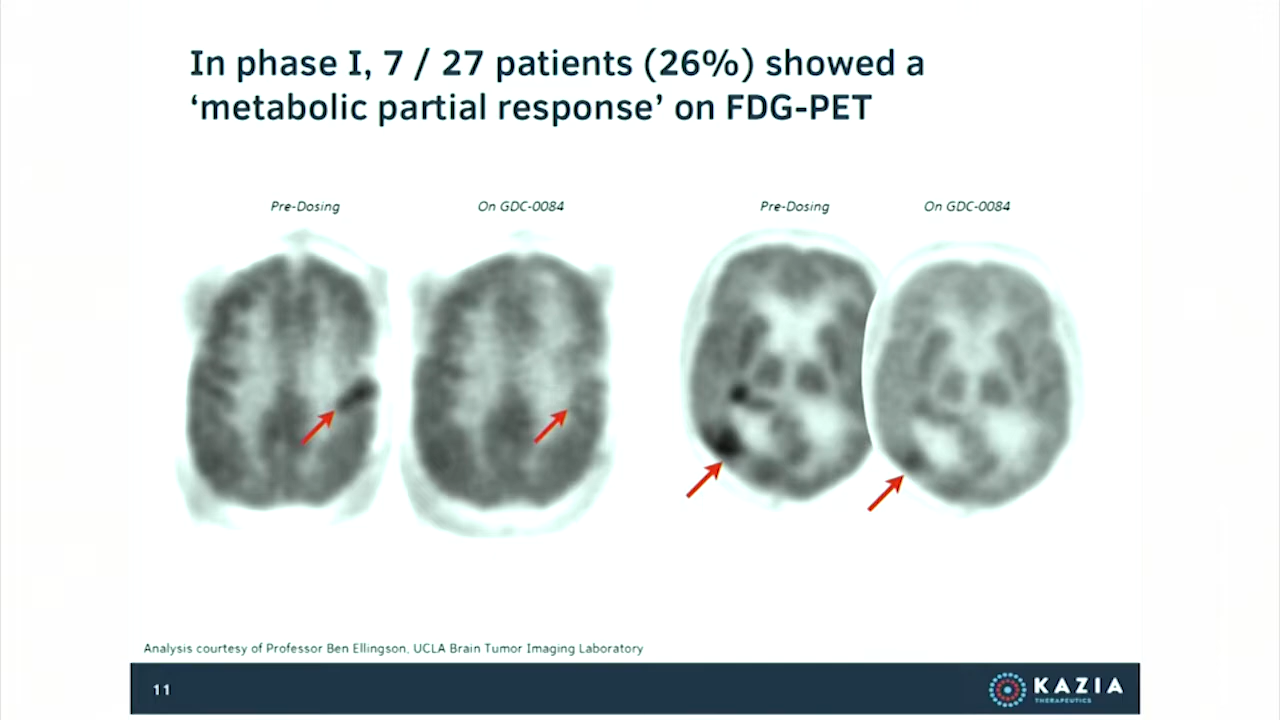 In phase I, 7 / 27 patients (26%) showed a
‘metabolic partial response’ on FDG-PET
Pre-Dosing
On GDC-0084
Pre-Dosing
On GDC-0084
Analysis courtesy of Professor Ben Ellingson, UCLA Brain Tumor Imaging Laboratory
11
KAZIA
THERAPEUTICS